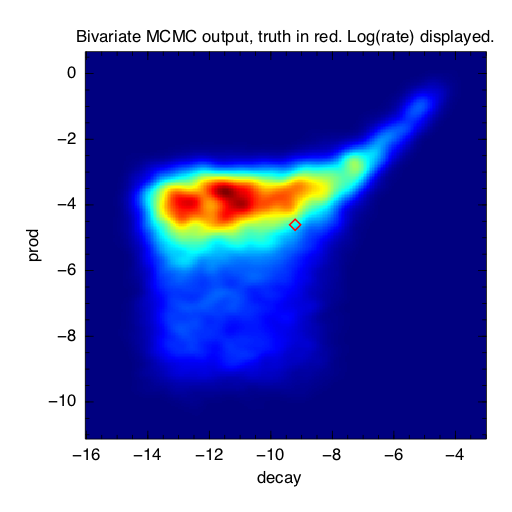 Bivariate MCMC output, truth in red. Log(rate) displayed.
0
−2
−4
−6
−8
−10
prod
−16 −14 −12 −10 −8 −6 −4
decay